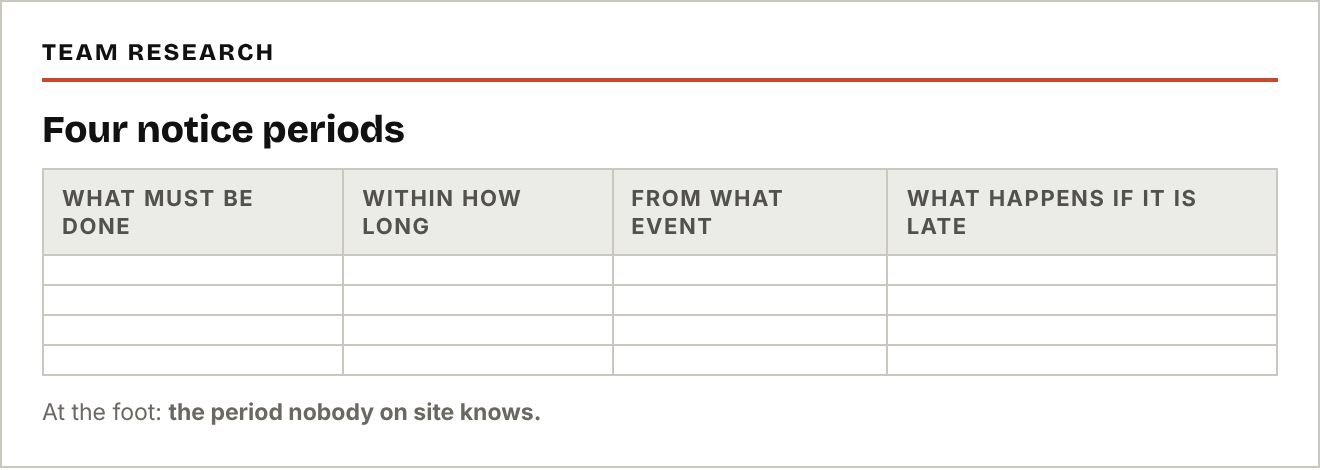 TEAM RESEARCH
Four notice periods
WHAT MUST BE DONE
WITHIN HOW LONG
FROM WHAT EVENT
WHAT HAPPENS IF IT IS LATE
At the foot: the period nobody on site knows.